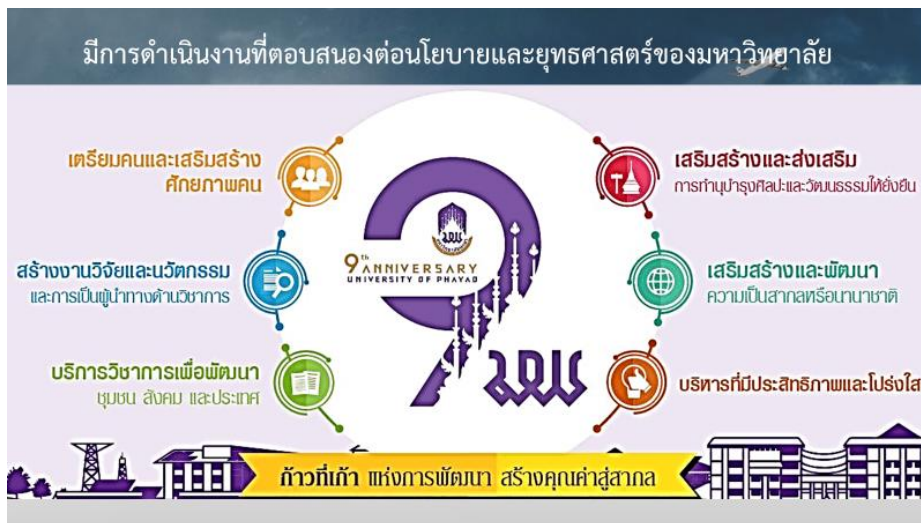 มีการดำเนินงานที่ตอบสนองต่อนโยบายและยุทธศาสตร์ของมหาวิทยาลัย
เตรียมคนและเสริมสร้าง
ศักยภาพคน
สร้างงานวิจัยและนวัตกรรม
และการเป็นผู้นำทางด้านวิชาการ
บริการวิชาการเพื่อพัฒนา
ชุมชน สังคม และประเทศ
9th ANNIVERSARY
UNIVERSITY OF PHAYAO
เสริมสร้างและส่งเสริม
การทำนุบำรุงศิลปะและวัฒนธรรมให้ยั่งยืน
เสริมสร้างและพัฒนา
ความเป็นสากลหรือนานาชาติ
บริหารที่มีประสิทธิภาพและโปร่งใส
ก้าวที่เก้า แห่งการพัฒนา สร้างคุณค่าสู่สากล